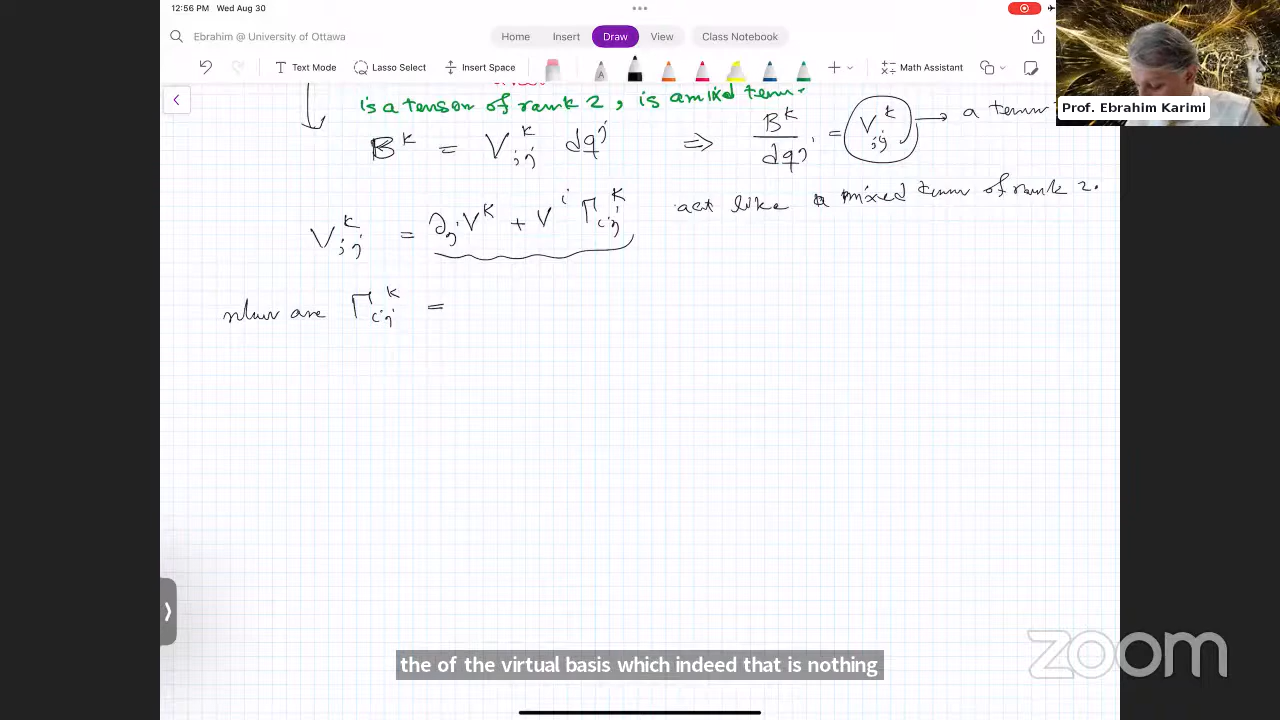 12:56 PM Wed Aug 30
Ebrahim @ University of Ottawa
Home Insert Draw View Class Notebook
Text Mode Lasso Select Insert Space Math Assistant
Prof. Ebrahim Karimi
is a tensor of rank 2, is a mixed term.
B^k = V^k_{;j} dq^j ⇒ B^k / dq^j = V^k_{;j} → a tensor
act like a mixed tensor of rank 2.
V^k_{;j} = ∂_j V^k + V^i Γ^k_{ij}
where are Γ^k_{ij} =
the of the virtual basis which indeed that is nothing
zoom